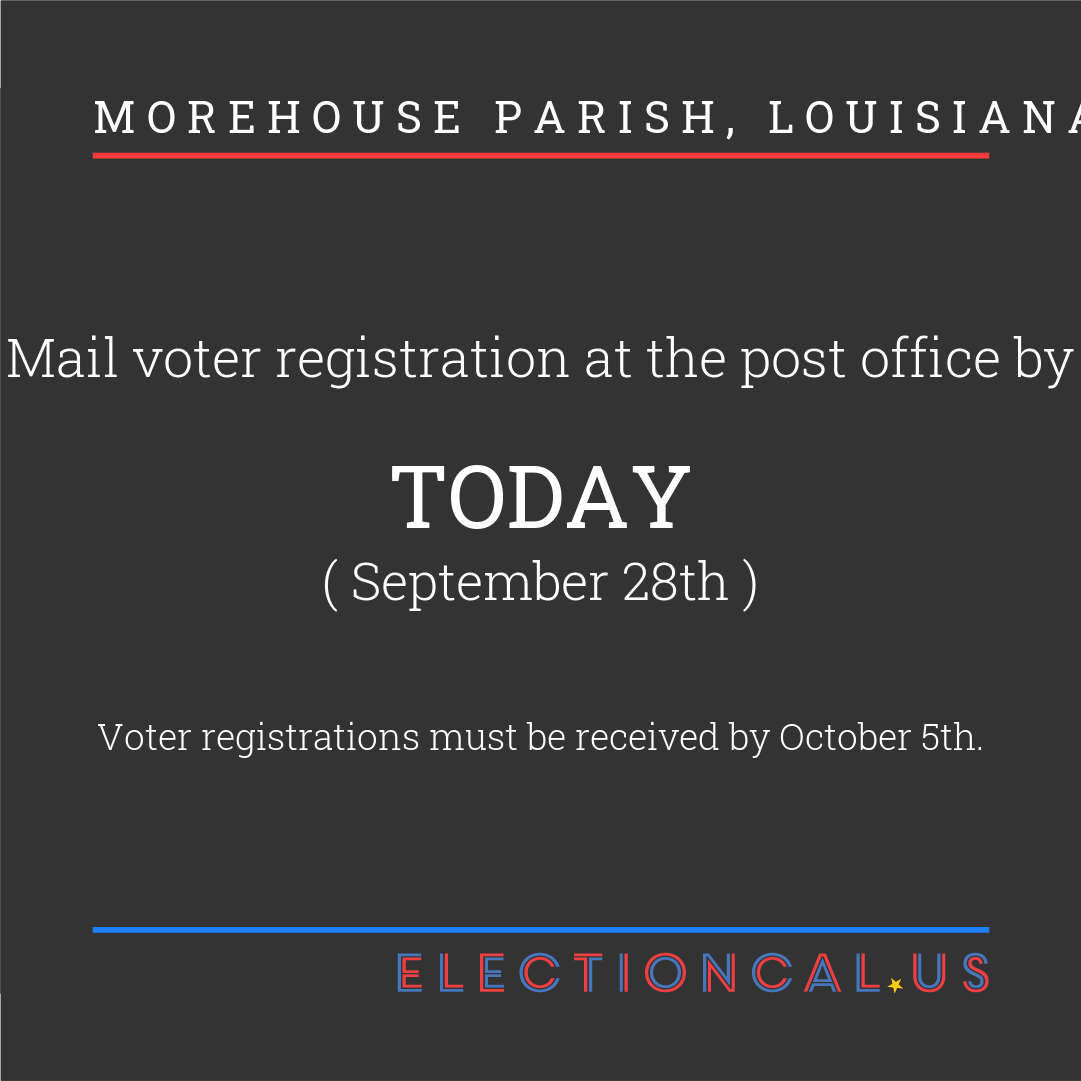 MOREHOUSE PARISH, LOUISIANA
Mail voter registration at the post office by
TODAY
( September 28th )
Voter registrations must be received by October 5th.
ELECTIONCAL.US